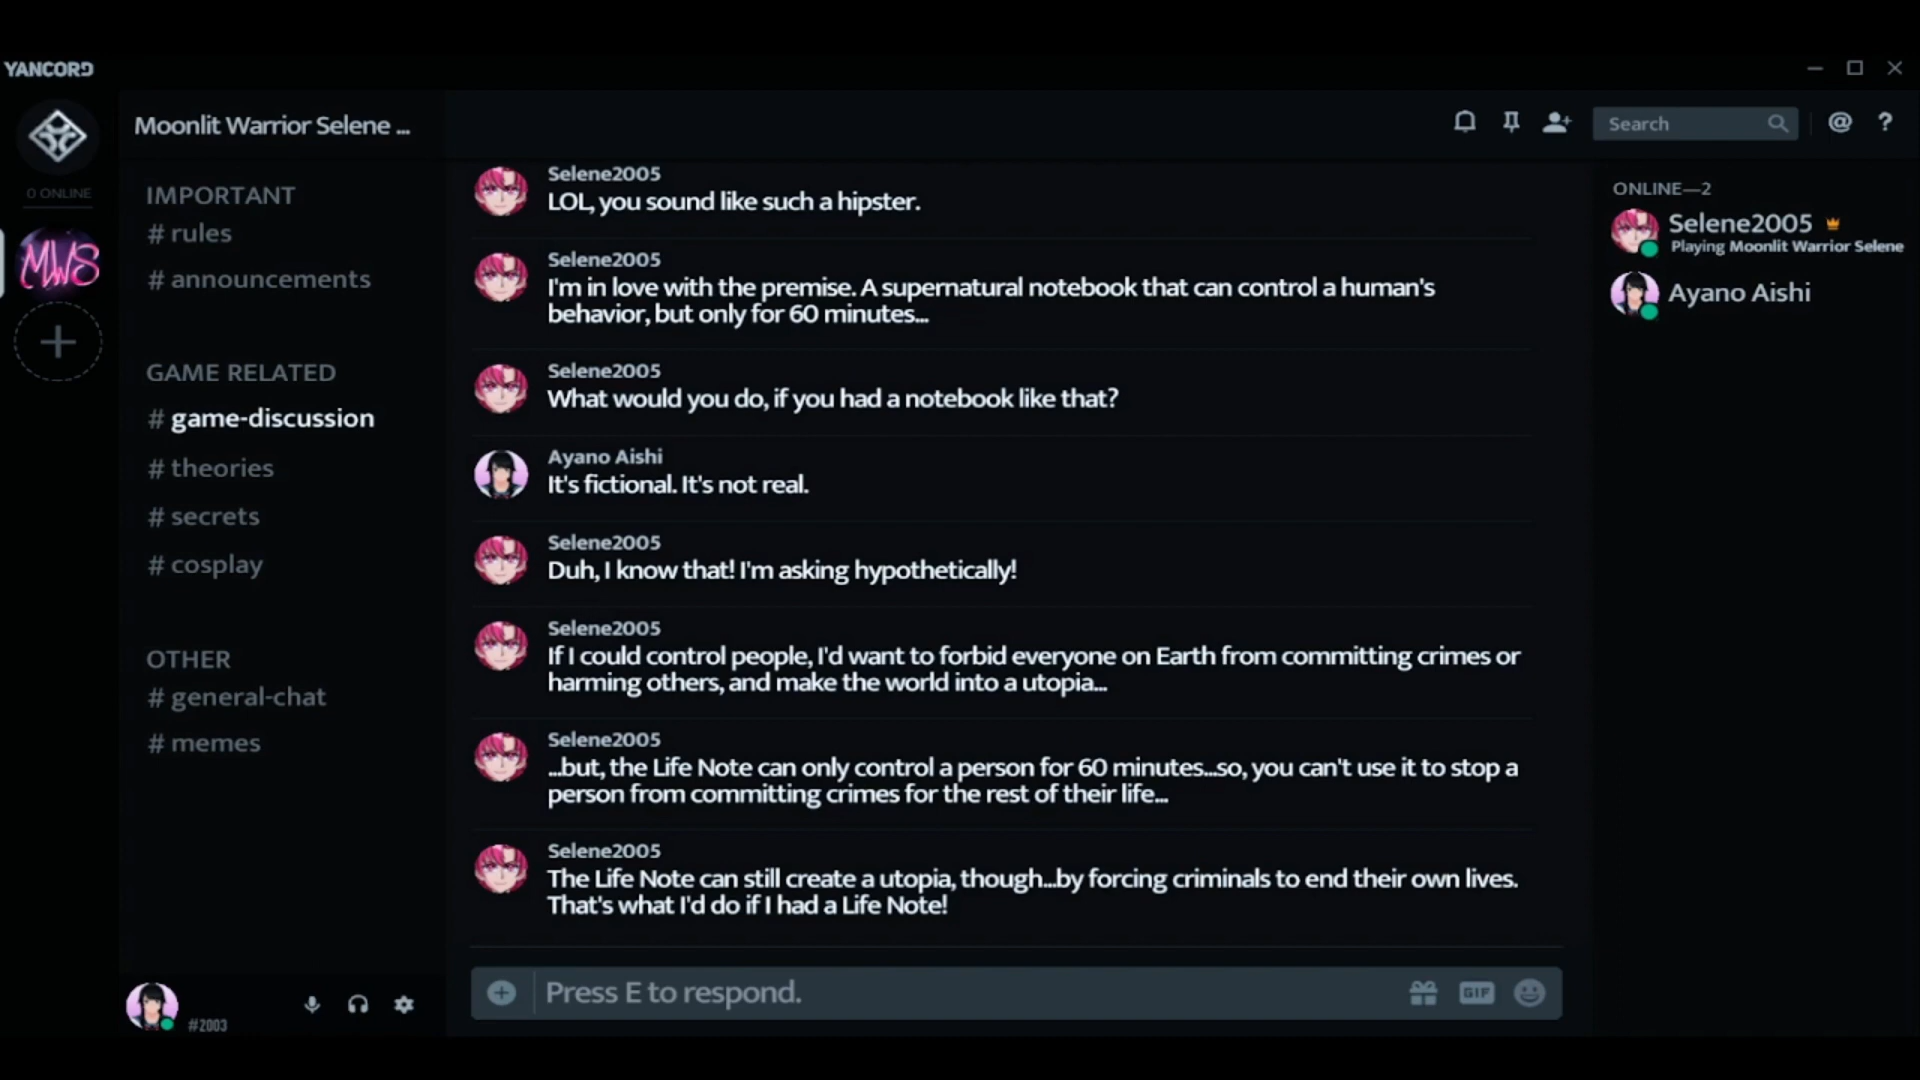 YANCORD
Moonlit Warrior Selene ...
Search
@
?
0 ONLINE
MWS
IMPORTANT
# rules
# announcements
GAME RELATED
# game-discussion
# theories
# secrets
# cosplay
OTHER
# general-chat
# memes
#2003
Selene2005
LOL, you sound like such a hipster.
Selene2005
I'm in love with the premise. A supernatural notebook that can control a human's
behavior, but only for 60 minutes...
Selene2005
What would you do, if you had a notebook like that?
Ayano Aishi
It's fictional. It's not real.
Selene2005
Duh, I know that! I'm asking hypothetically!
Selene2005
If I could control people, I'd want to forbid everyone on Earth from committing crimes or
harming others, and make the world into a utopia...
Selene2005
...but, the Life Note can only control a person for 60 minutes...so, you can't use it to stop a
person from committing crimes for the rest of their life...
Selene2005
The Life Note can still create a utopia, though...by forcing criminals to end their own lives.
That's what I'd do if I had a Life Note!
Press E to respond.
GIF
ONLINE—2
Selene2005
Playing Moonlit Warrior Selene
Ayano Aishi